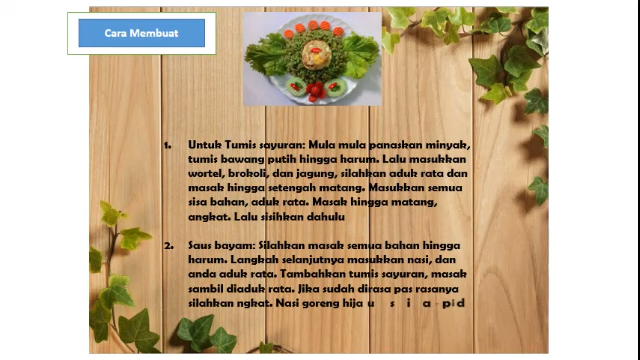 Cara Membuat
1. Untuk Tumis sayuran: Mula mula panaskan minyak,
tumis bawang putih hingga harum. Lalu masukkan
wortel, brokoli, dan jagung, silahkan aduk rata dan
masak hingga setengah matang. Masukkan semua
sisa bahan, aduk rata. Masak hingga matang,
angkat. Lalu sisihkan dahulu
2. Saus bayam: Silahkan masak semua bahan hingga
harum. Langkah selanjutnya masukkan nasi, dan
anda aduk rata. Tambahkan tumis sayuran, masak
sambil diaduk rata. Jika sudah dirasa pas rasanya
silahkan ngkat. Nasi goreng hija